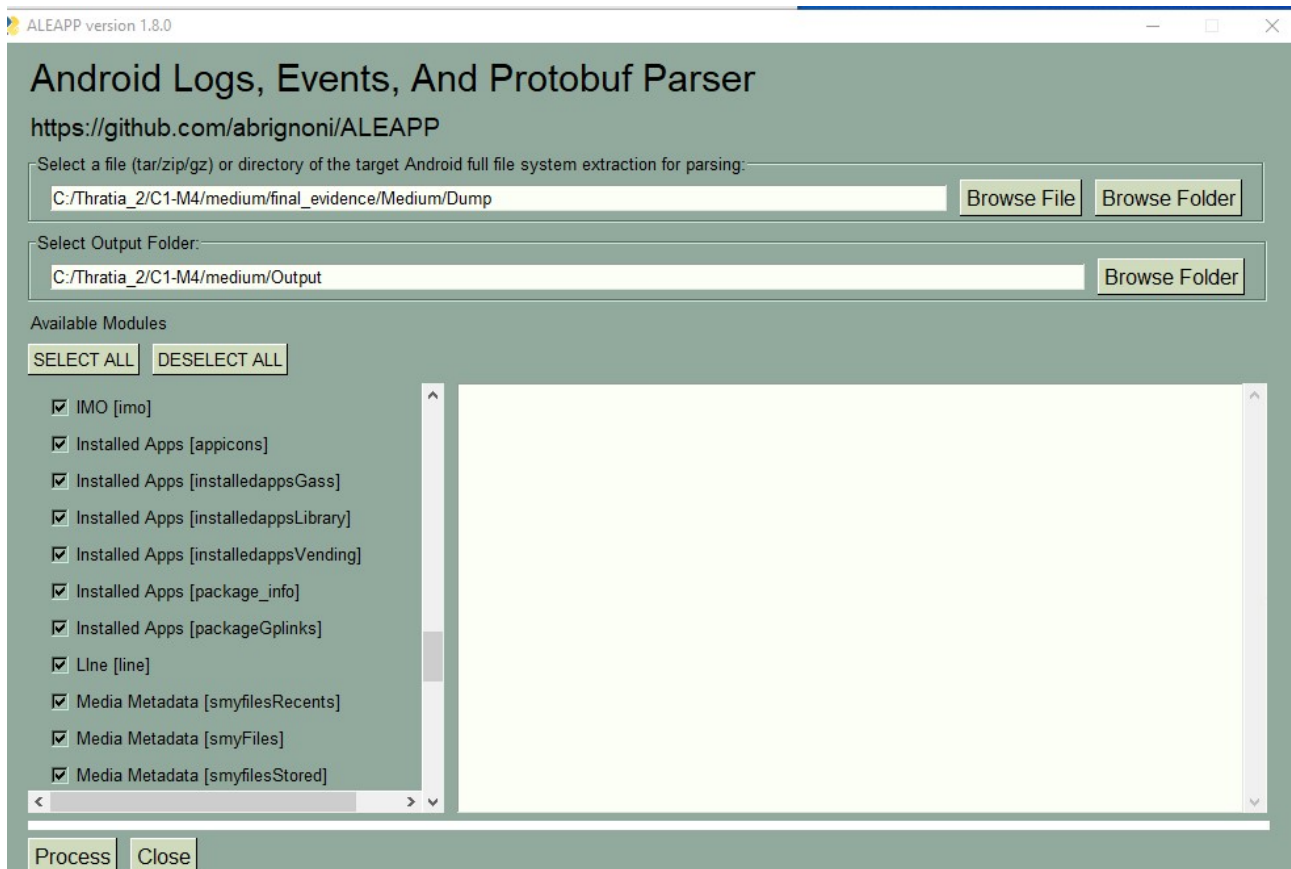 ALEAPP version 1.8.0
Android Logs, Events, And Protobuf Parser
https://github.com/abrignoni/ALEAPP
Select a file (tar/zip/gz) or directory of the target Android full file system extraction for parsing:
C:/Thratia_2/C1-M4/medium/final_evidence/Medium/Dump
Browse File
Browse Folder
Select Output Folder:
C:/Thratia_2/C1-M4/medium/Output
Browse Folder
Available Modules
SELECT ALL
DESELECT ALL
IMO [imo]
Installed Apps [appicons]
Installed Apps [installedappsGass]
Installed Apps [installedappsLibrary]
Installed Apps [installedappsVending]
Installed Apps [package_info]
Installed Apps [packageGplinks]
LIne [line]
Media Metadata [smyfilesRecents]
Media Metadata [smyFiles]
Media Metadata [smyfilesStored]
Process
Close